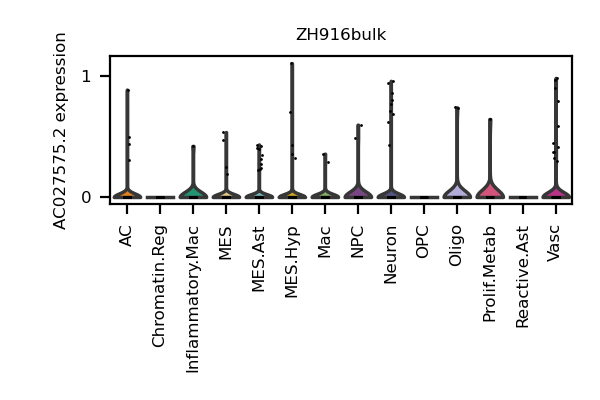 ZH916bulk
AC027575.2 expression
1
0
AC
Chromatin.Reg
Inflammatory.Mac
MES
MES.Ast
MES.Hyp
Mac
NPC
Neuron
OPC
Oligo
Prolif.Metab
Reactive.Ast
Vasc